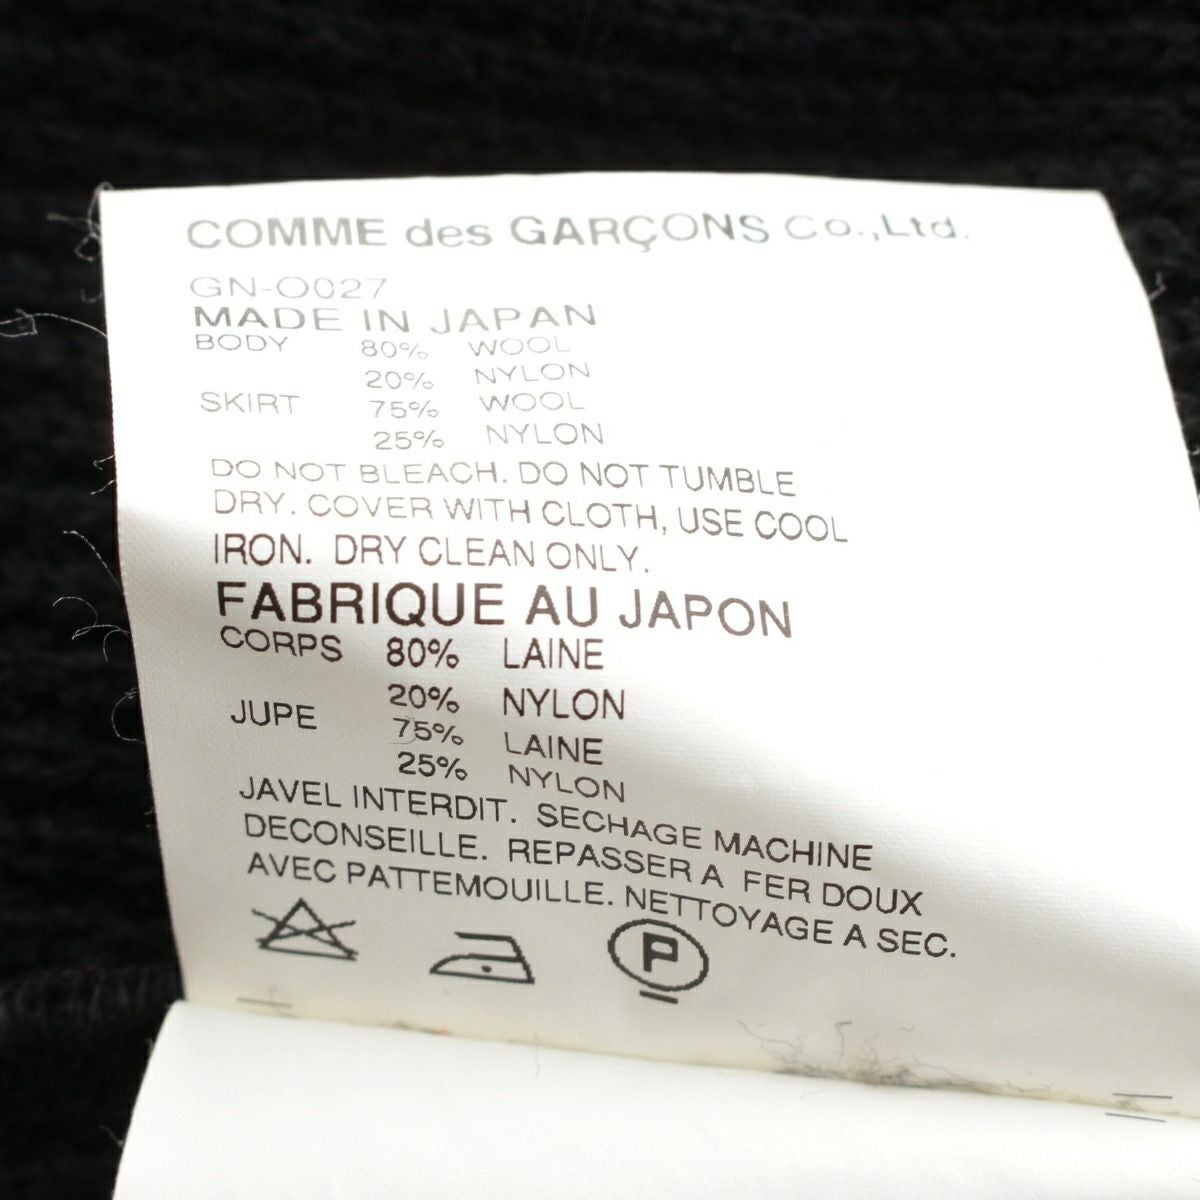 COMME des GARÇONS Co.,Ltd.
GN-O027
MADE IN JAPAN
BODY 80% WOOL
20% NYLON
SKIRT 75% WOOL
25% NYLON
DO NOT BLEACH. DO NOT TUMBLE
DRY. COVER WITH CLOTH, USE COOL
IRON. DRY CLEAN ONLY.
FABRIQUE AU JAPON
CORPS 80% LAINE
20% NYLON
JUPE 75% LAINE
25% NYLON
JAVEL INTERDIT. SECHAGE MACHINE
DECONSEILLE. REPASSER A FER DOUX
AVEC PATTEMOUILLE. NETTOYAGE A SEC.
P